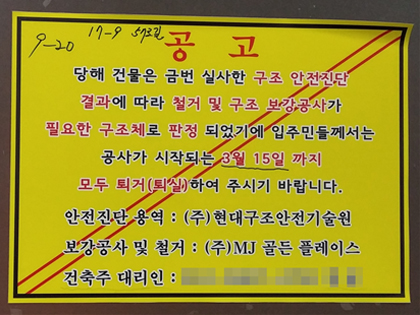 9-20 17-9 573길
공 고
당해 건물은 금번 실사한 구조 안전진단
결과에 따라 철거 및 구조 보강공사가
필요한 구조체로 판정 되었기에 입주민들께서는
공사가 시작되는 3월 15일 까지
모두 퇴거(퇴실)하여 주시기 바랍니다.
안전진단 용역 : (주)현대구조안전기술원
보강공사 및 철거 : (주)MJ 골든 플레이스
건축주 대리인 :